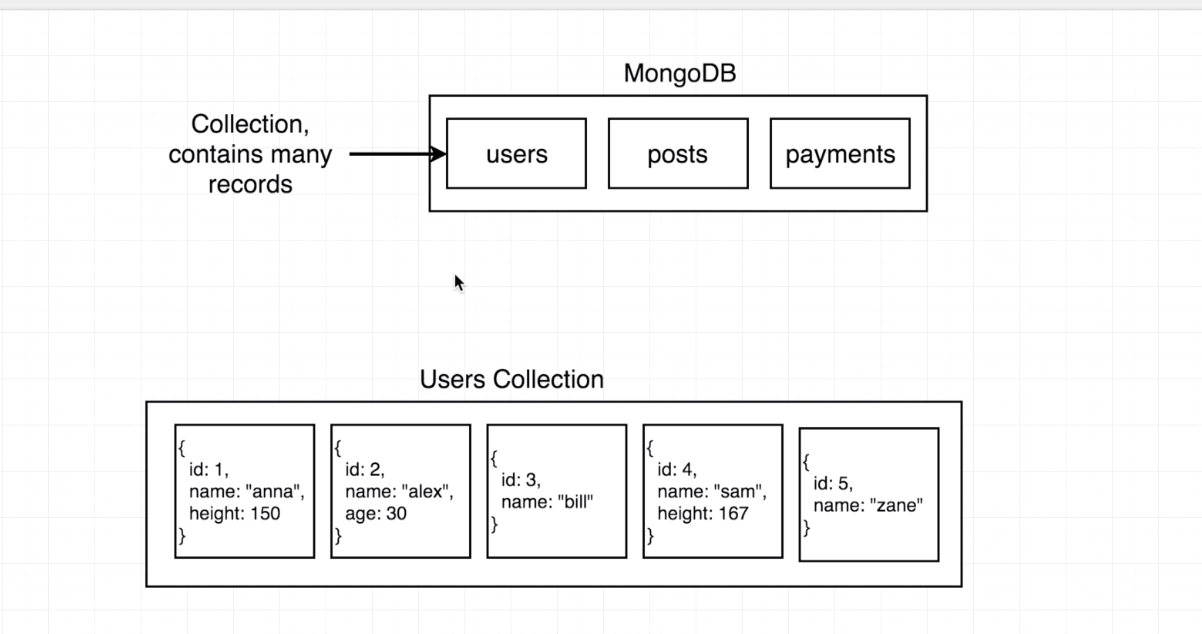 MongoDB
Collection,
contains many
records
users
posts
payments
Users Collection
{
id: 1,
name: "anna",
height: 150
}
{
id: 2,
name: "alex",
age: 30
}
{
id: 3,
name: "bill"
}
{
id: 4,
name: "sam",
height: 167
}
{
id: 5,
name: "zane"
}